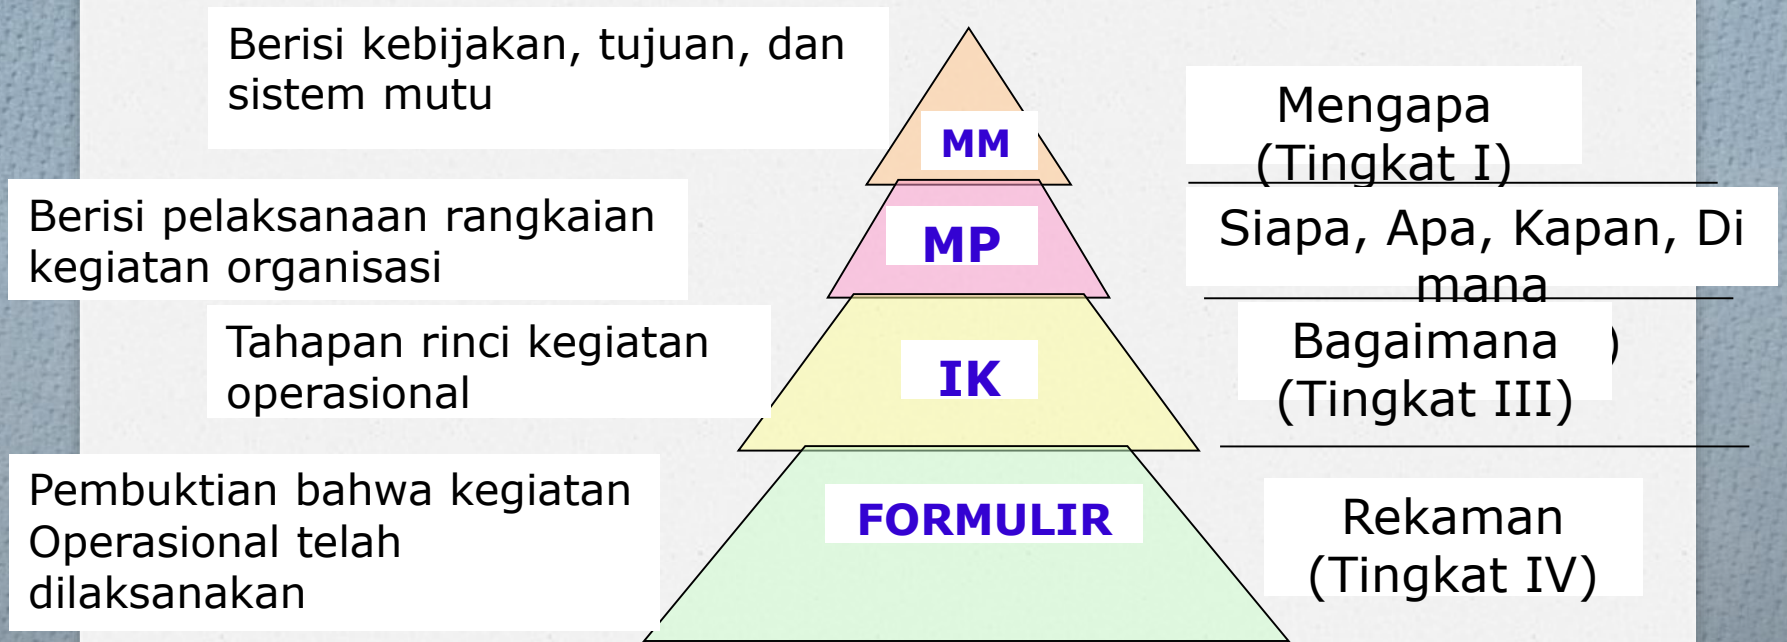 Berisi kebijakan, tujuan, dan
sistem mutu
MM
Mengapa
(Tingkat I)
Berisi pelaksanaan rangkaian
kegiatan organisasi
MP
Siapa, Apa, Kapan, Di
mana
Tahapan rinci kegiatan
operasional
IK
Bagaimana )
(Tingkat III)
Pembuktian bahwa kegiatan
Operasional telah
dilaksanakan
FORMULIR
Rekaman
(Tingkat IV)